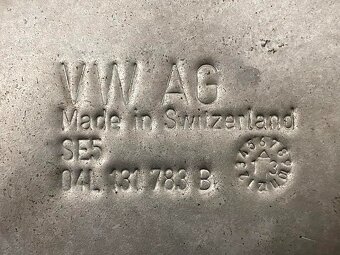 VW AG
Made in Switzerland
SE5
04L 131 783 B